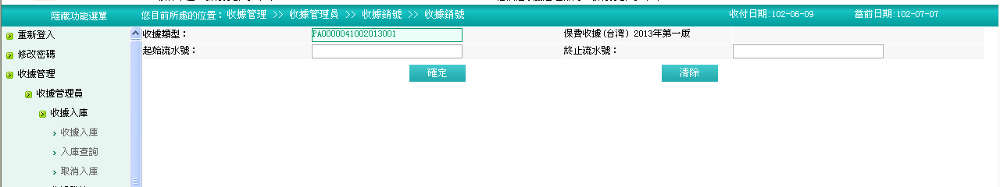 隱藏功能選單 您目前所處的位置：收據管理 >> 收據管理員 >> 收據銷號 >> 收據銷號 收付日期:102-06-09 當前日期:102-07-07
重新登入
修改密碼
收據管理
收據管理員
收據入庫
收據入庫
入庫查詢
取消入庫
收據類型： PA0000041002013001 保費收據(台湾) 2013年第一版
起始流水號： 終止流水號：
確定 清除